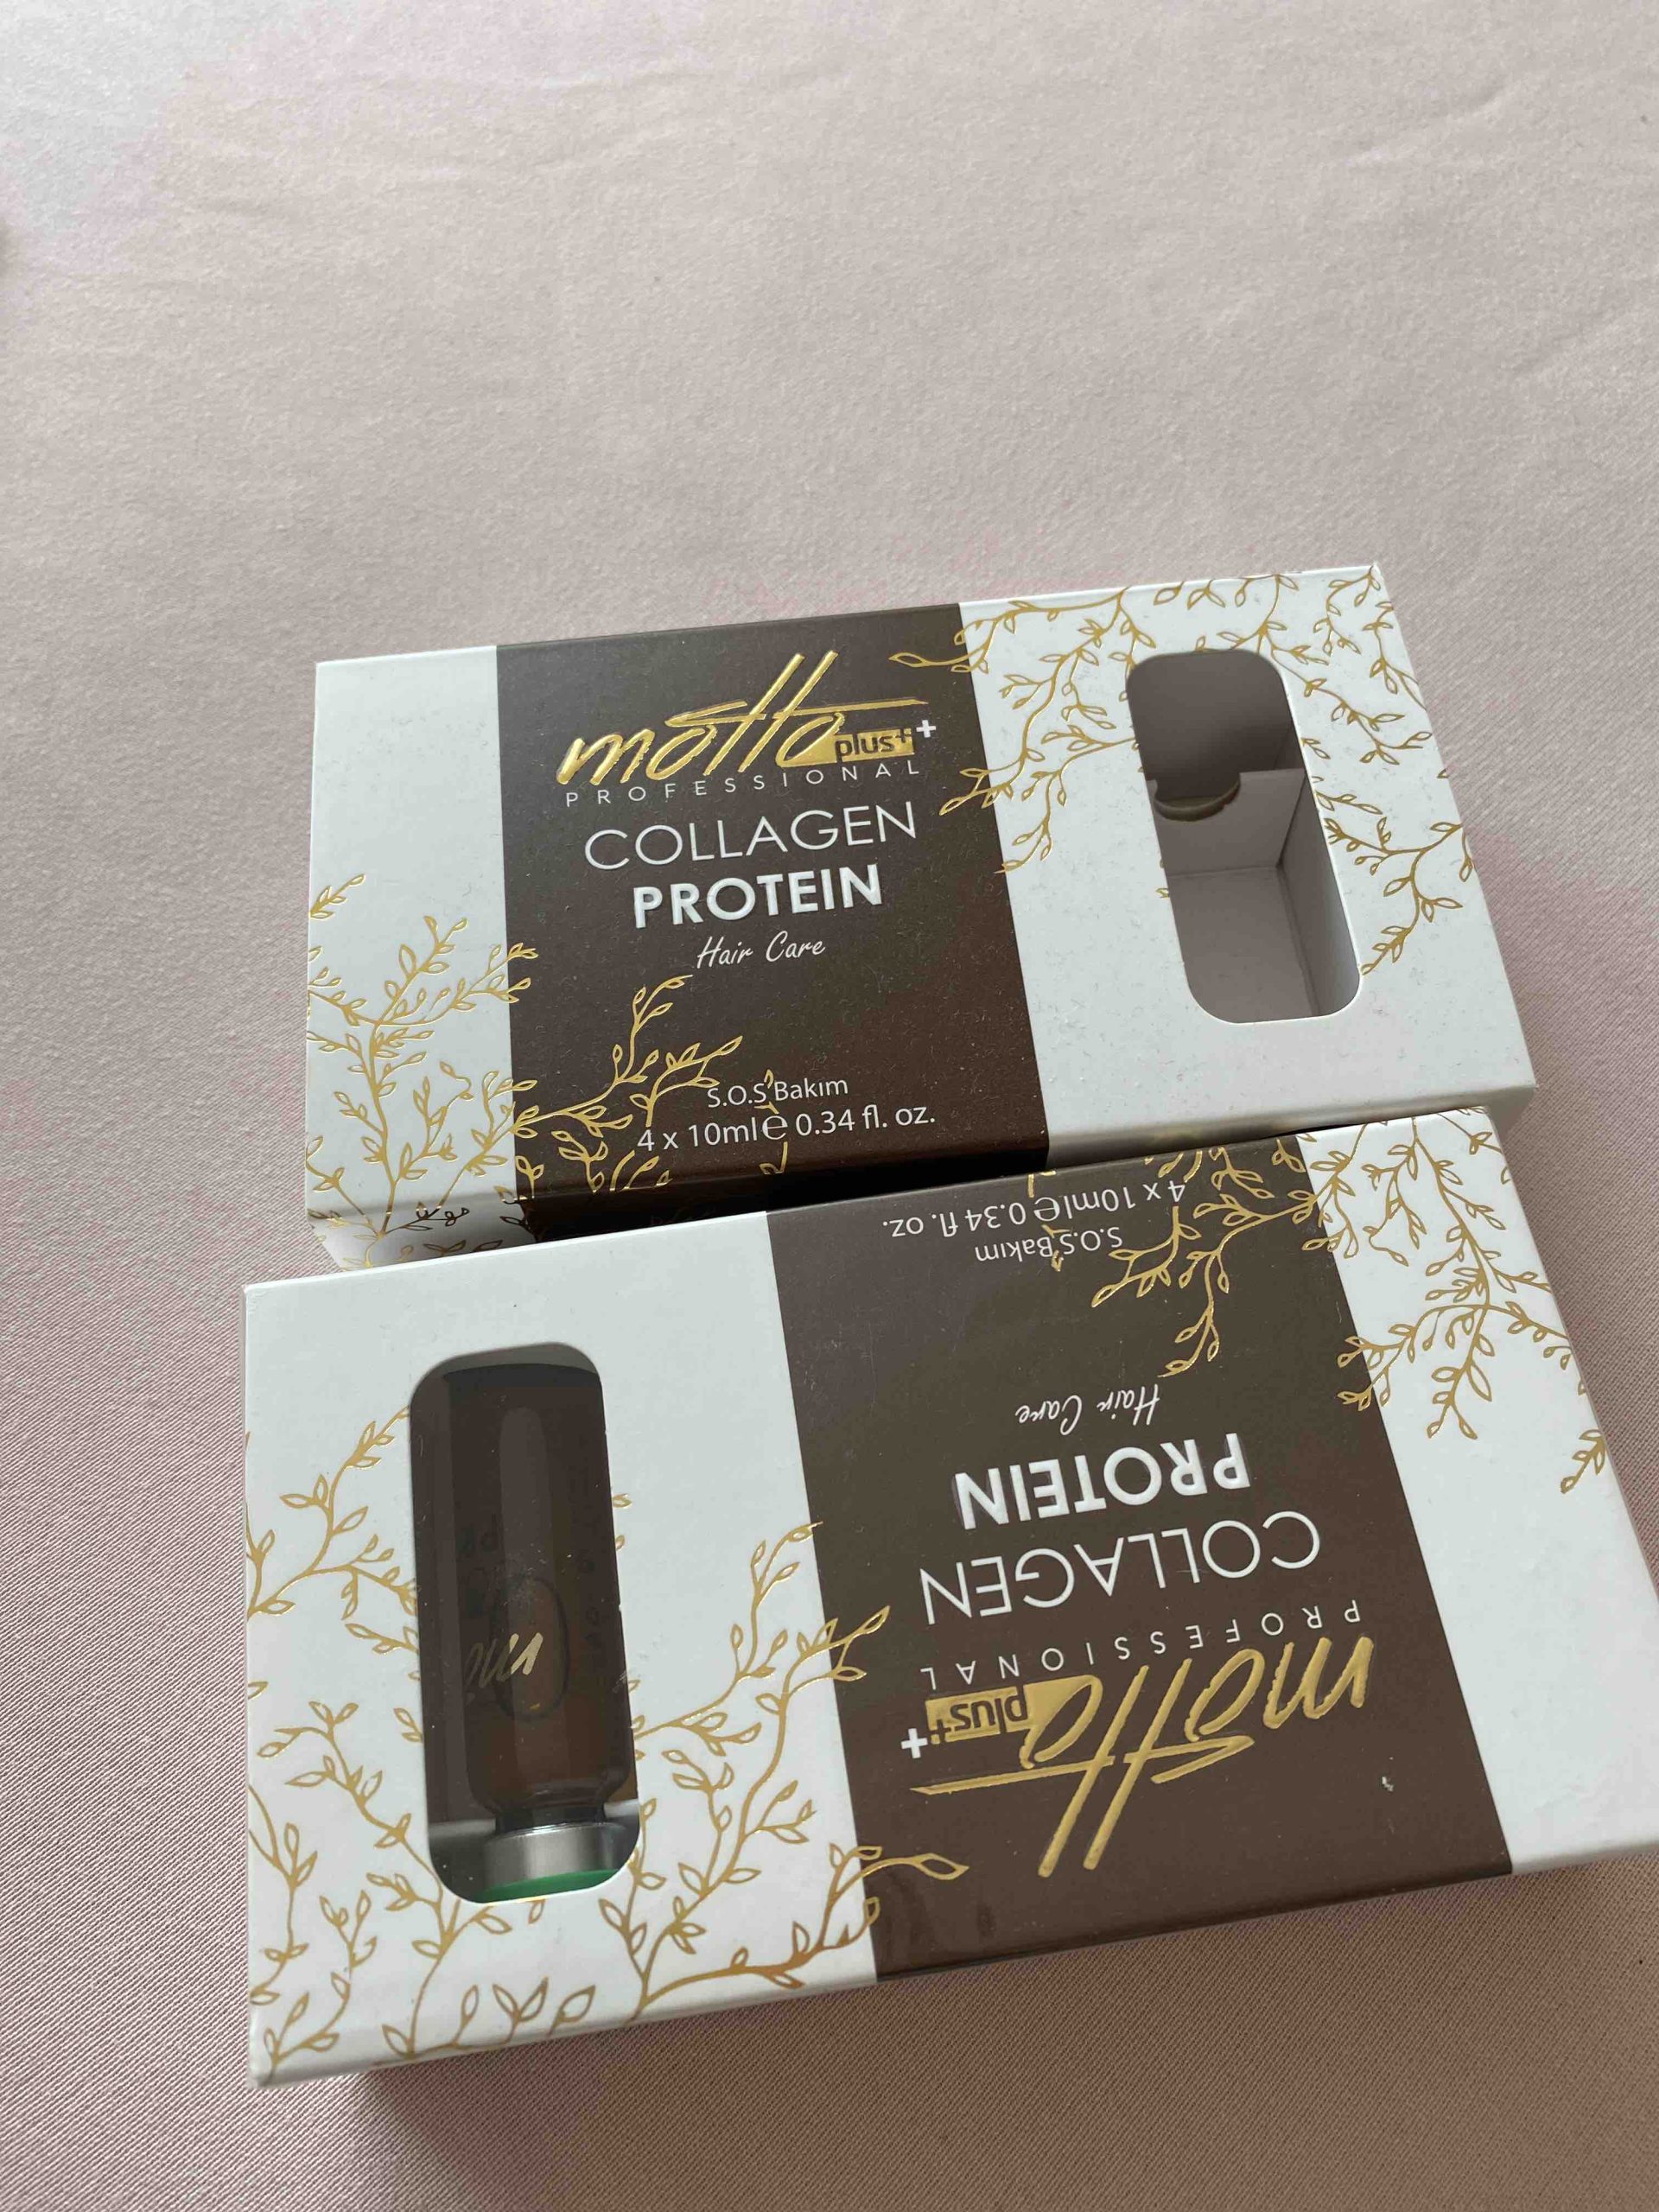 motto plus+ +
PROFESSIONAL
COLLAGEN
PROTEIN
Hair Care
S.O.S Bakım
4 x 10ml e 0.34 fl. oz.
motto plus+ +
PROFESSIONAL
COLLAGEN
PROTEIN
Hair Care
S.O.S Bakım
4 x 10ml e 0.34 fl. oz.